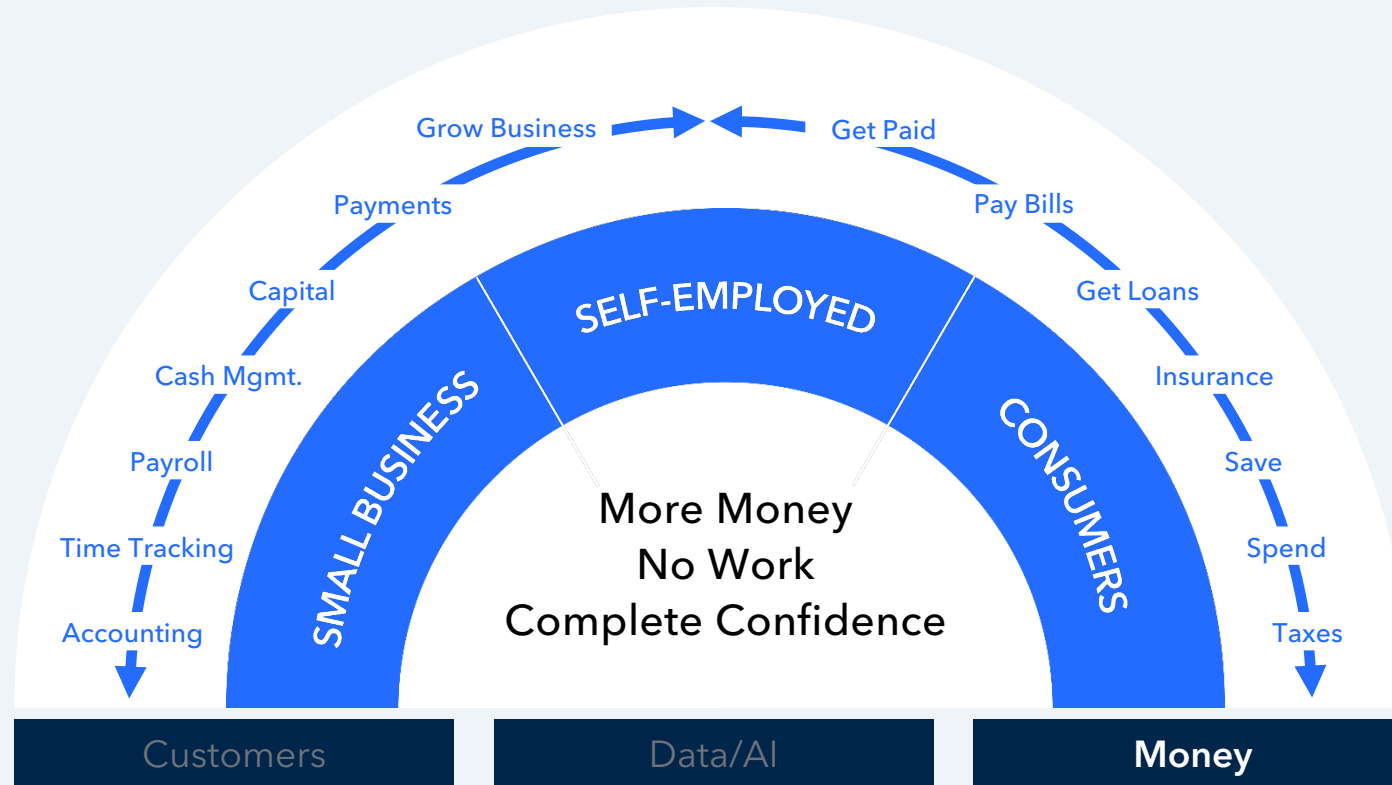 Grow Business
Get Paid
Payments
Pay Bills
Capital
Get Loans
Cash Mgmt.
Insurance
Payroll
Save
Time Tracking
Spend
Accounting
Taxes
SMALL BUSINESS
SELF-EMPLOYED
CONSUMERS
More Money
No Work
Complete Confidence
Customers
Data/AI
Money